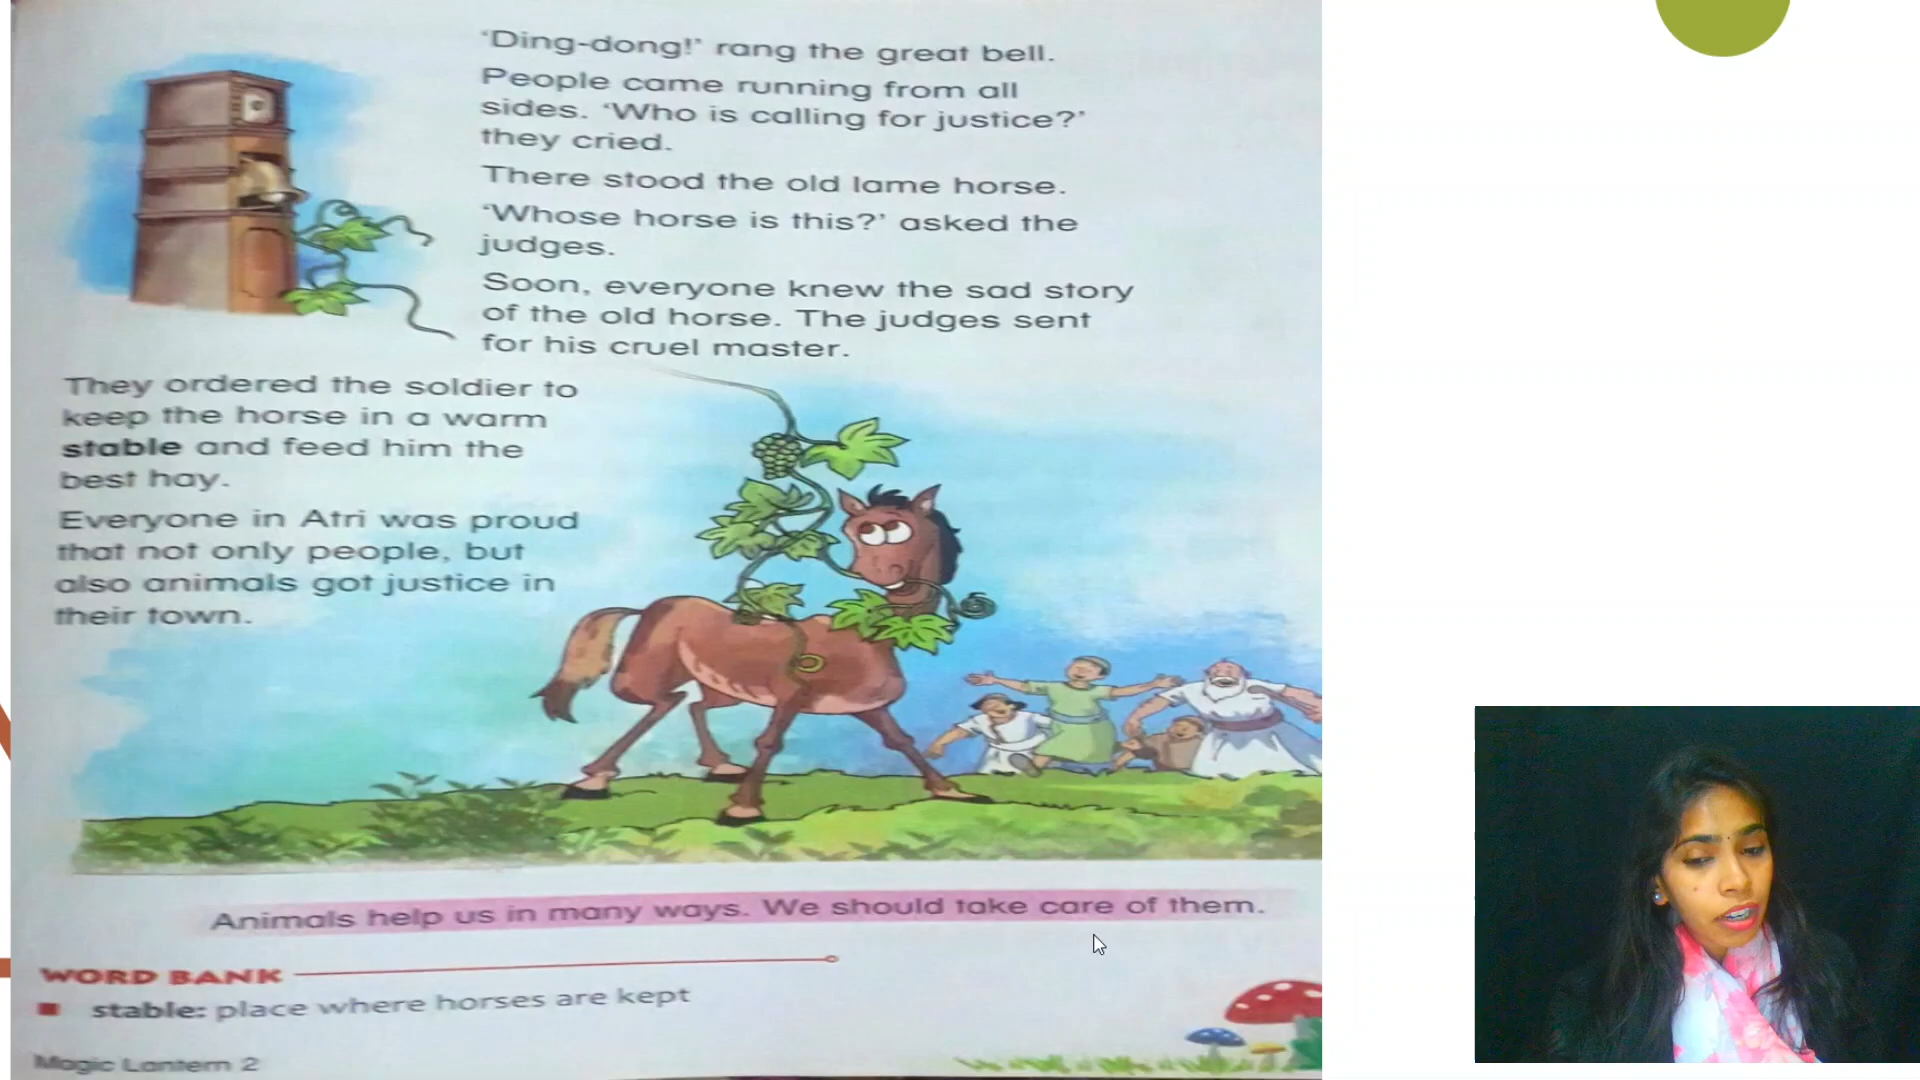 ‘Ding-dong!’ rang the great bell.
People came running from all
sides. ‘Who is calling for justice?’
they cried.
There stood the old lame horse.
‘Whose horse is this?’ asked the
judges.
Soon, everyone knew the sad story
of the old horse. The judges sent
for his cruel master.
They ordered the soldier to
keep the horse in a warm
stable and feed him the
best hay.
Everyone in Atri was proud
that not only people, but
also animals got justice in
their town.
Animals help us in many ways. We should take care of them.
WORD BANK
stable: place where horses are kept
Magic Lantern 2